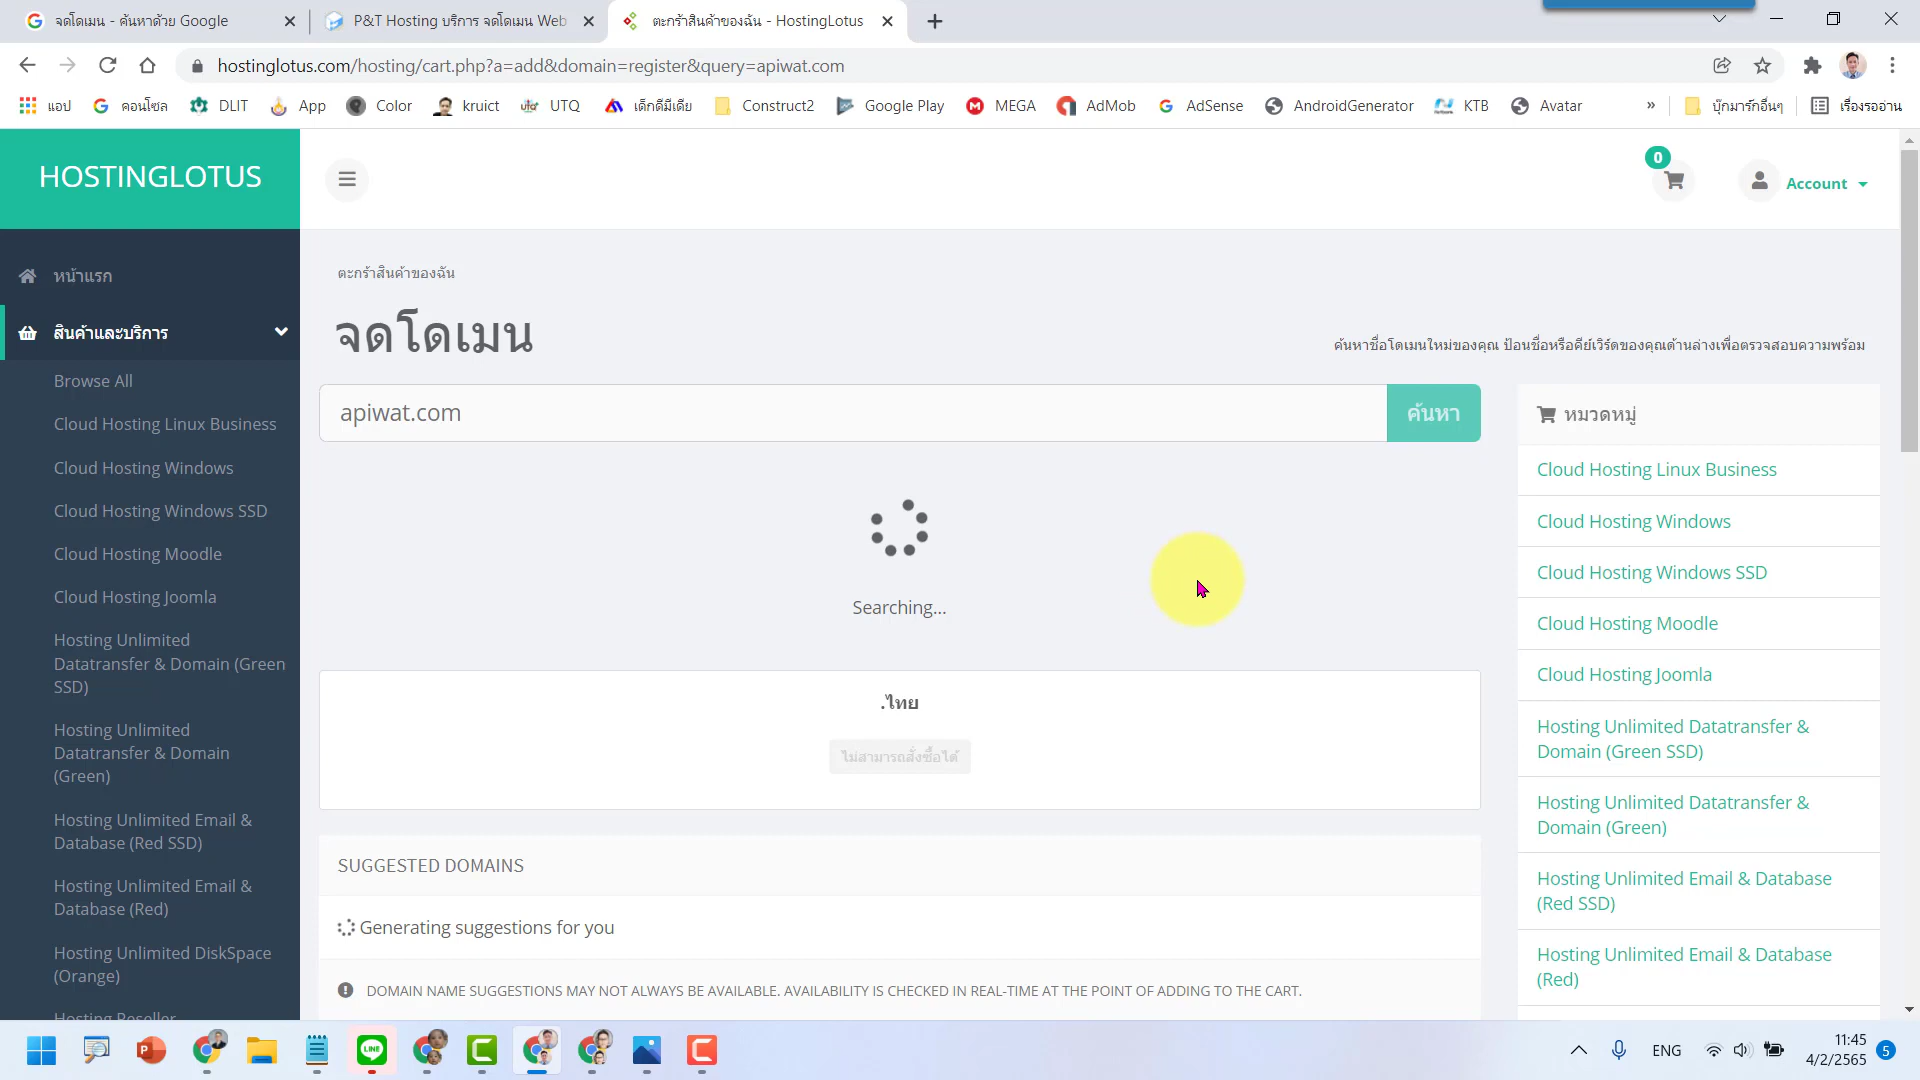 จดโดเมน - ค้นหาด้วย Google
P&T Hosting บริการ จดโดเมน Web
ตะกร้าสินค้าของฉัน - HostingLotus
hostinglotus.com/hosting/cart.php?a=add&domain=register&query=apiwat.com
แอป
คอนโซล
DLIT
App
Color
kruict
UTQ
เด็กดีมีเดีย
Construct2
Google Play
MEGA
AdMob
AdSense
AndroidGenerator
KTB
Avatar
»
บุ๊กมาร์กอื่นๆ
เรื่องรออ่าน
HOSTINGLOTUS
0
Account
หน้าแรก
สินค้าและบริการ
Browse All
Cloud Hosting Linux Business
Cloud Hosting Windows
Cloud Hosting Windows SSD
Cloud Hosting Moodle
Cloud Hosting Joomla
Hosting Unlimited
Datatransfer & Domain (Green
SSD)
Hosting Unlimited
Datatransfer & Domain
(Green)
Hosting Unlimited Email &
Database (Red SSD)
Hosting Unlimited Email &
Database (Red)
Hosting Unlimited DiskSpace
(Orange)
Hosting Reseller
ตะกร้าสินค้าของฉัน
จดโดเมน
ค้นหาชื่อโดเมนใหม่ของคุณ ป้อนชื่อหรือคีย์เวิร์ดของคุณด้านล่างเพื่อตรวจสอบความพร้อม
apiwat.com
ค้นหา
Searching...
.ไทย
ไม่สามารถสั่งซื้อได้
SUGGESTED DOMAINS
Generating suggestions for you
DOMAIN NAME SUGGESTIONS MAY NOT ALWAYS BE AVAILABLE. AVAILABILITY IS CHECKED IN REAL-TIME AT THE POINT OF ADDING TO THE CART.
หมวดหมู่
Cloud Hosting Linux Business
Cloud Hosting Windows
Cloud Hosting Windows SSD
Cloud Hosting Moodle
Cloud Hosting Joomla
Hosting Unlimited Datatransfer &
Domain (Green SSD)
Hosting Unlimited Datatransfer &
Domain (Green)
Hosting Unlimited Email & Database
(Red SSD)
Hosting Unlimited Email & Database
(Red)
LINE
ENG
11:45
4/2/2565
5